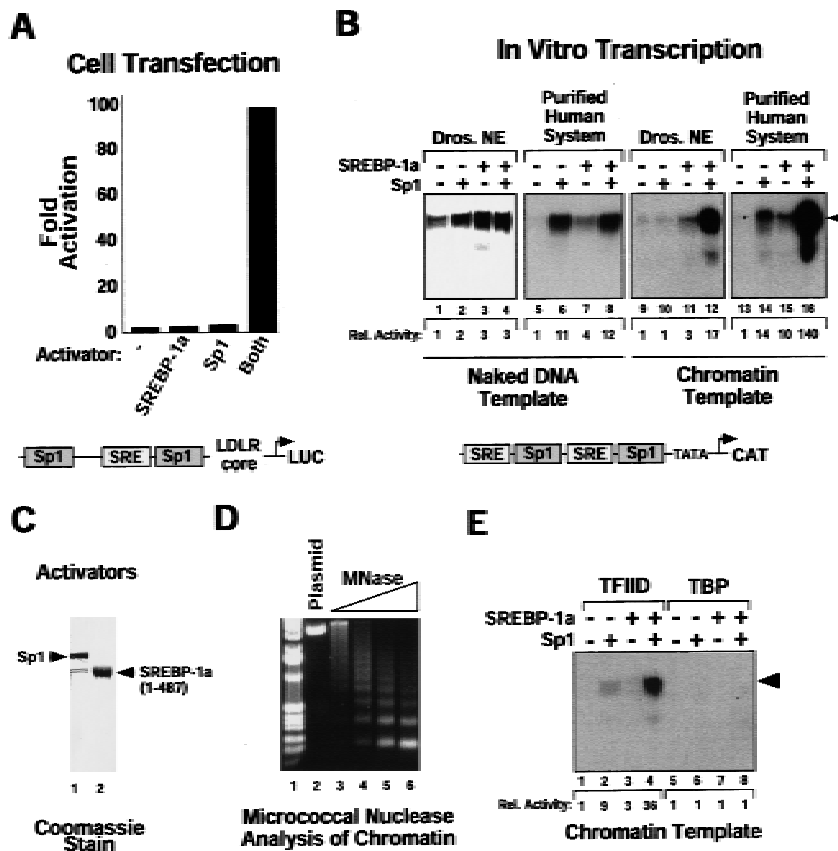 A
Cell Transfection
Fold
Activation
100
80
60
40
20
0
Activator:
-
SREBP-1a
Sp1
Both
Sp1 SRE Sp1 LDLR core LUC
B
In Vitro Transcription
Dros. NE Purified Human System Dros. NE Purified Human System
SREBP-1a - - + + - - + + - - + + - - + +
Sp1 - + - + - + - + - + - + - + - +
1 2 3 4 5 6 7 8 9 10 11 12 13 14 15 16
Rel. Activity: 1 2 3 3 1 11 4 12 1 1 3 17 1 14 10 140
Naked DNA Template Chromatin Template
SRE Sp1 SRE Sp1 TATA CAT
C
Activators
Sp1
SREBP-1a
(1-487)
1 2
Coomassie
Stain
D
Plasmid
MNase
1 2 3 4 5 6
Micrococcal Nuclease
Analysis of Chromatin
E
TFIID TBP
SREBP-1a - - + + - - + +
Sp1 - + - + - + - +
1 2 3 4 5 6 7 8
Rel. Activity: 1 9 3 36 1 1 1 1
Chromatin Template